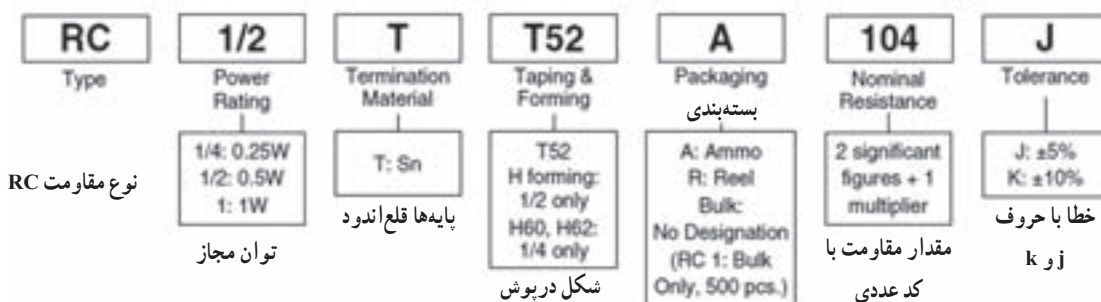 RC 1/2 T T52 A 104 J
Type
Power
Rating
Termination
Material
Taping &
Forming
Packaging
بسته‌بندی
Nominal
Resistance
Tolerance
نوع مقاومت RC
1/4: 0.25W
1/2: 0.5W
1: 1W
توان مجاز
T: Sn
پایه‌ها قلع‌اندود
T52
H forming:
1/2 only
H60, H62:
1/4 only
شکل درپوش
A: Ammo
R: Reel
Bulk:
No Designation
(RC 1: Bulk
Only, 500 pcs.)
2 significant
figures + 1
multiplier
مقدار مقاومت با
کد عددی
J: ±5%
K: ±10%
خطا با حروف
j و k